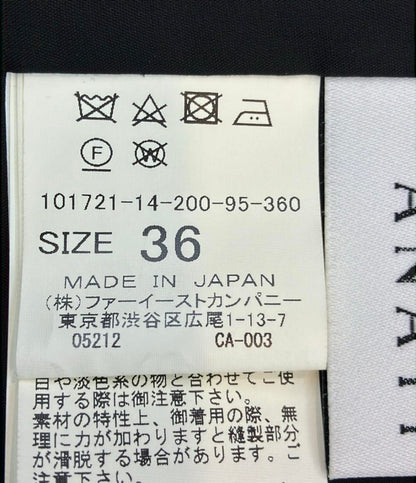 F W
101721-14-200-95-360
SIZE 36
MADE IN JAPAN
(株)ファーイーストカンパニー
東京都渋谷区広尾1-13-7
05212 CA-003
目や淡色系の物と合わせてご使
用する際は御注意下さい。
素材の特性上、御着用の際、無
理に力が加わりますと縫製部分
が滑脱する場合があります。ご
注意下さい。
ANAT